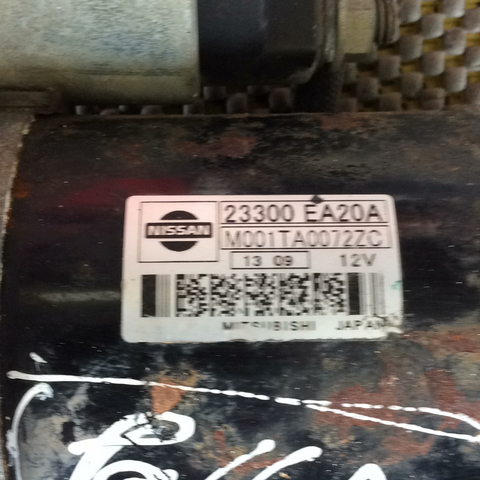 NISSAN
23300 EA20A
M001TA0072ZC
13 09 12V
MITSUBISHI JAPAN